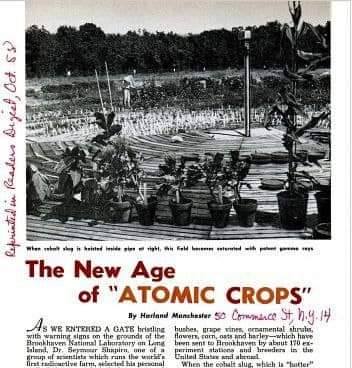 Reprinted in Readers Digest, Oct. 53
When cobalt slug is hoisted inside pipe at right, this field becomes saturated with potent gamma rays
The New Age
of "ATOMIC CROPS"
By Harland Manchester 50 Commerce St, N.Y. 14
AS WE ENTERED A GATE bristling
with warning signs on the grounds of the
Brookhaven National Laboratory on Long
Island, Dr. Seymour Shapiro, one of a
group of scientists which runs the world's
first radioactive farm, selected his personal
bushes, grape vines, ornamental shrubs,
flowers, corn, oats and barley—which have been
sent to Brookhaven by about 170 ex-
periment stations and breeders in the
United States and abroad.
When the cobalt slug, which is "hotter"